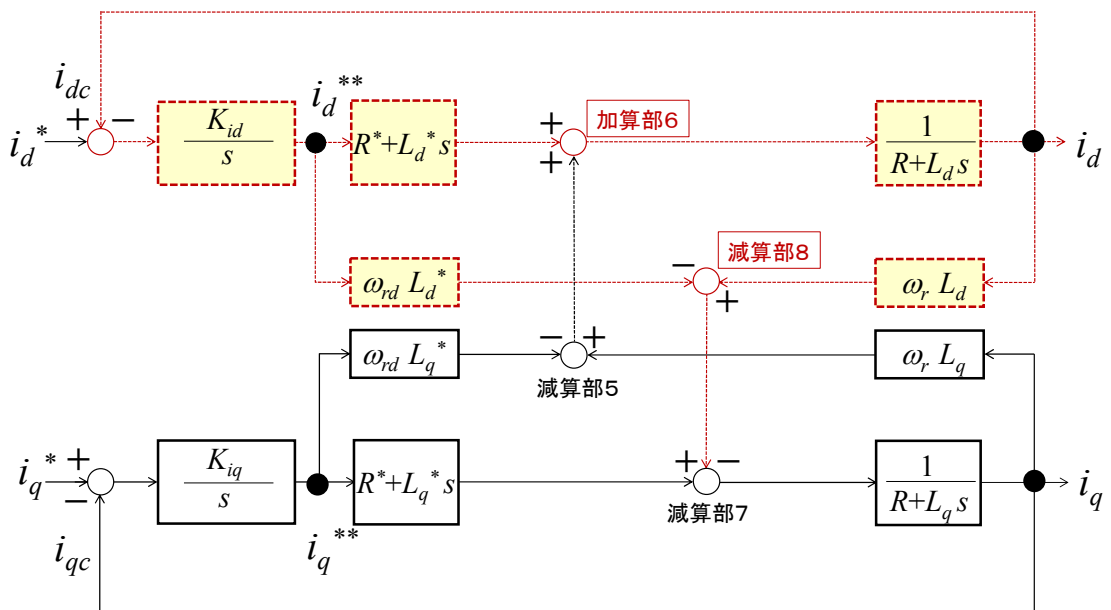 i_dc
i_d* + −
K_id / s
i_d**
R*+L_d* s
+
+
加算部6
1 / (R+L_d s)
i_d
ω_rd L_d*
−
減算部8
+
ω_r L_d
ω_rd L_q*
− +
減算部5
ω_r L_q
i_q* +
−
K_iq / s
i_q**
R*+L_q* s
+ −
減算部7
1 / (R+L_q s)
i_q
i_qc